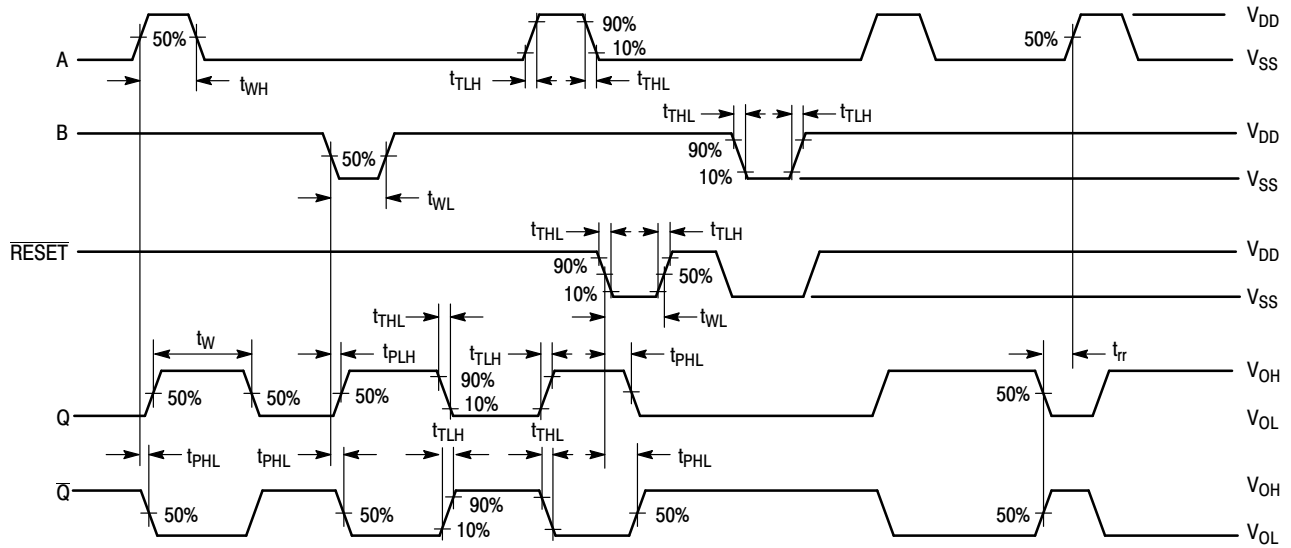 V_DD
90%
50%
10%
50%
A
V_SS
t_WH
t_TLH
t_THL
t_THL
t_TLH
B
V_DD
90%
50%
10%
V_SS
t_WL
t_THL
t_TLH
R̅E̅S̅E̅T̅
V_DD
90%
50%
10%
V_SS
t_THL
t_WL
t_W
t_PLH
t_TLH
t_PHL
t_rr
V_OH
90%
50%
50%
50%
50%
10%
Q
V_OL
t_TLH
t_THL
t_PHL
t_PHL
t_PHL
Q̅
V_OH
90%
50%
50%
50%
50%
10%
V_OL